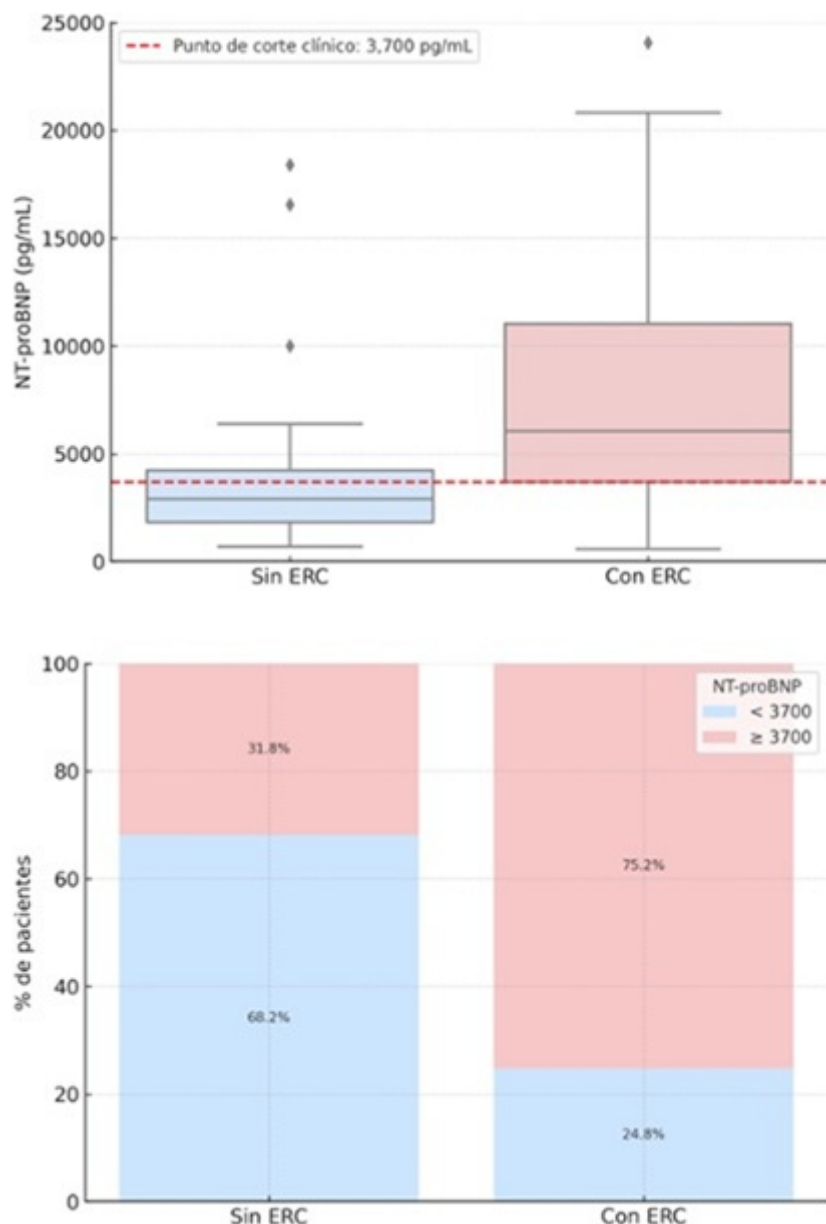 25000
Punto de corte clínico: 3,700 pg/mL
20000
15000
10000
5000
0
NT-proBNP (pg/mL)
Sin ERC
Con ERC
100
80
60
40
20
0
% de pacientes
NT-proBNP
< 3700
≥ 3700
31.8%
75.2%
68.2%
24.8%
Sin ERC
Con ERC